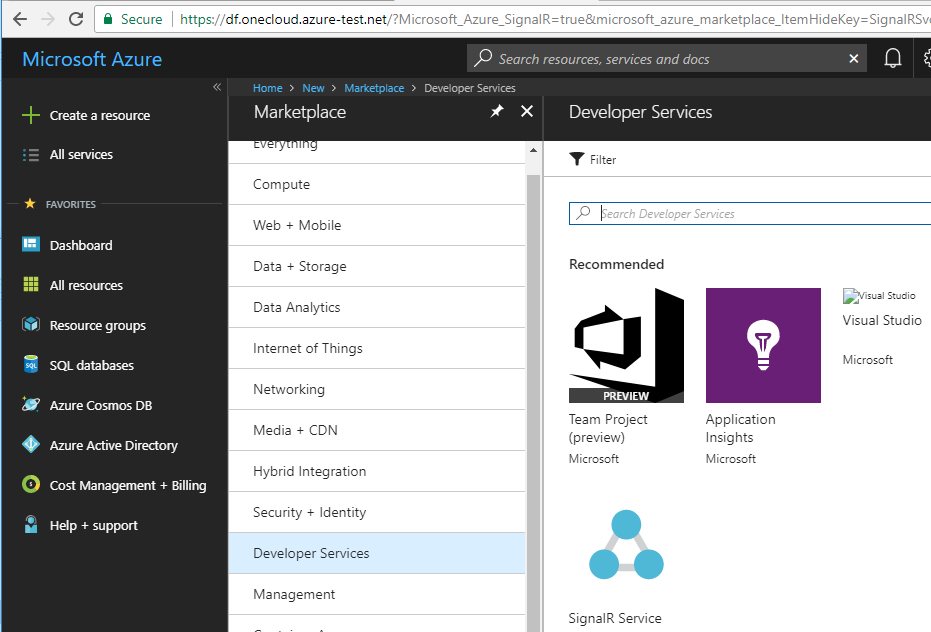 Secure https://df.onecloud.azure-test.net/?Microsoft_Azure_SignalR=true&microsoft_azure_marketplace_ItemHideKey=SignalRSv
Microsoft Azure
Search resources, services and docs
Create a resource
All services
FAVORITES
Dashboard
All resources
Resource groups
SQL
SQL databases
Azure Cosmos DB
Azure Active Directory
Cost Management + Billing
Help + support
Home > New > Marketplace > Developer Services
Marketplace
Everything
Compute
Web + Mobile
Data + Storage
Data Analytics
Internet of Things
Networking
Media + CDN
Hybrid Integration
Security + Identity
Developer Services
Management
Developer Services
Filter
Search Developer Services
Recommended
PREVIEW
Team Project
(preview)
Microsoft
Application
Insights
Microsoft
Visual Studio
Visual Studio
Microsoft
SignalR Service